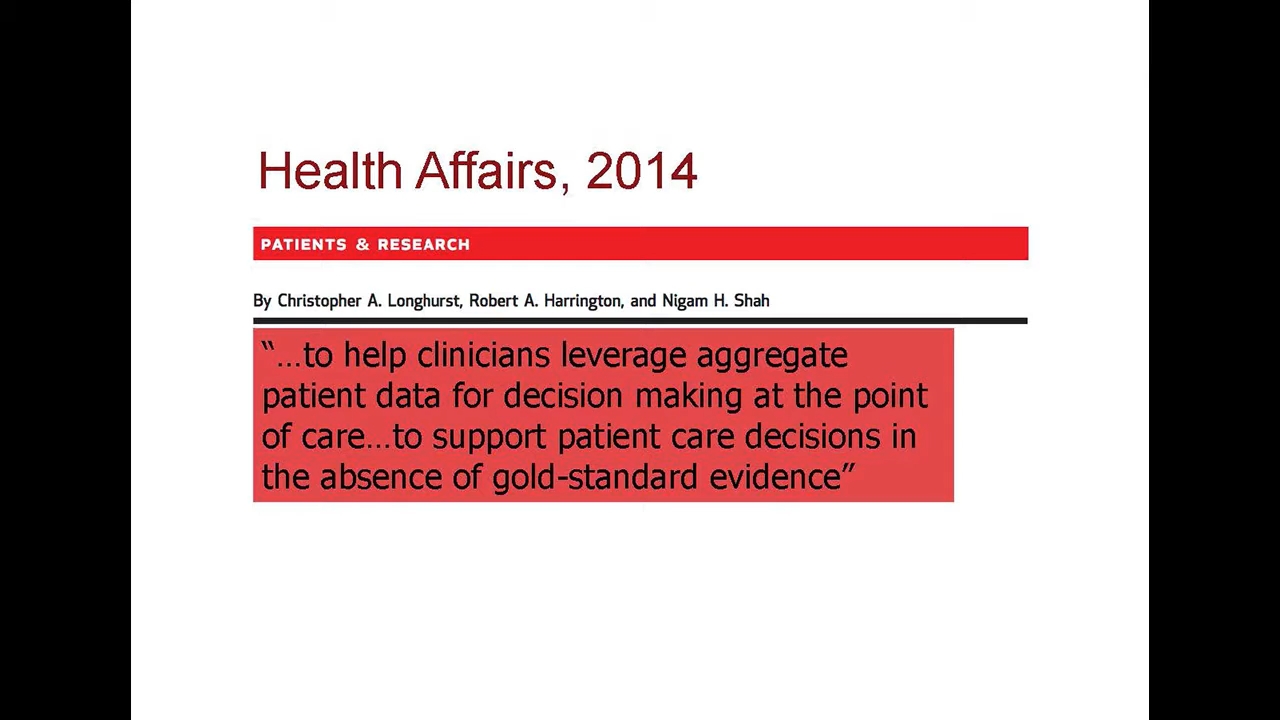 Health Affairs, 2014
PATIENTS & RESEARCH
By Christopher A. Longhurst, Robert A. Harrington, and Nigam H. Shah
“…to help clinicians leverage aggregate
patient data for decision making at the point
of care…to support patient care decisions in
the absence of gold-standard evidence”